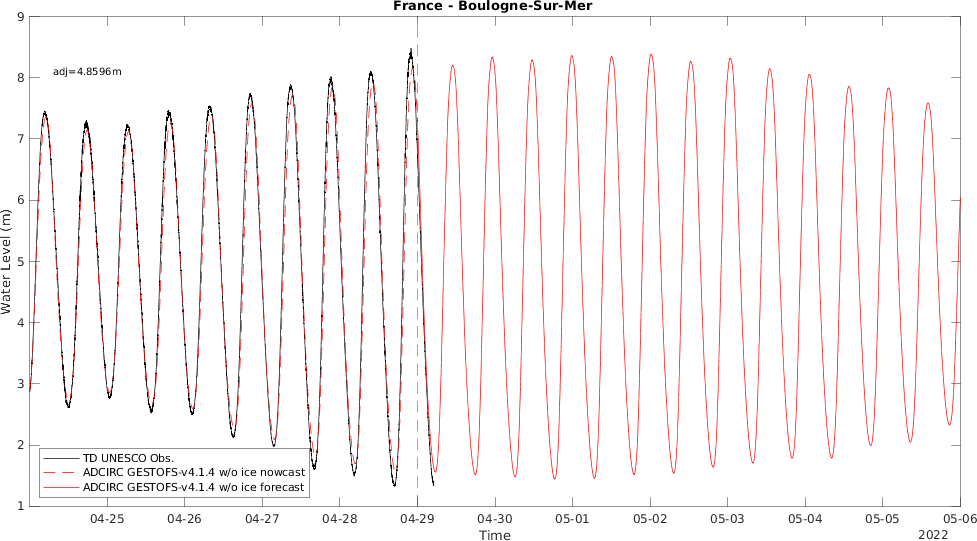 France - Boulogne-Sur-Mer
9
8
7
6
5
4
3
2
1
Water Level (m)
adj=4.8596m
TD UNESCO Obs.
ADCIRC GESTOFS-v4.1.4 w/o ice nowcast
ADCIRC GESTOFS-v4.1.4 w/o ice forecast
04-25 04-26 04-27 04-28 04-29 04-30 05-01 05-02 05-03 05-04 05-05 05-06
Time
2022